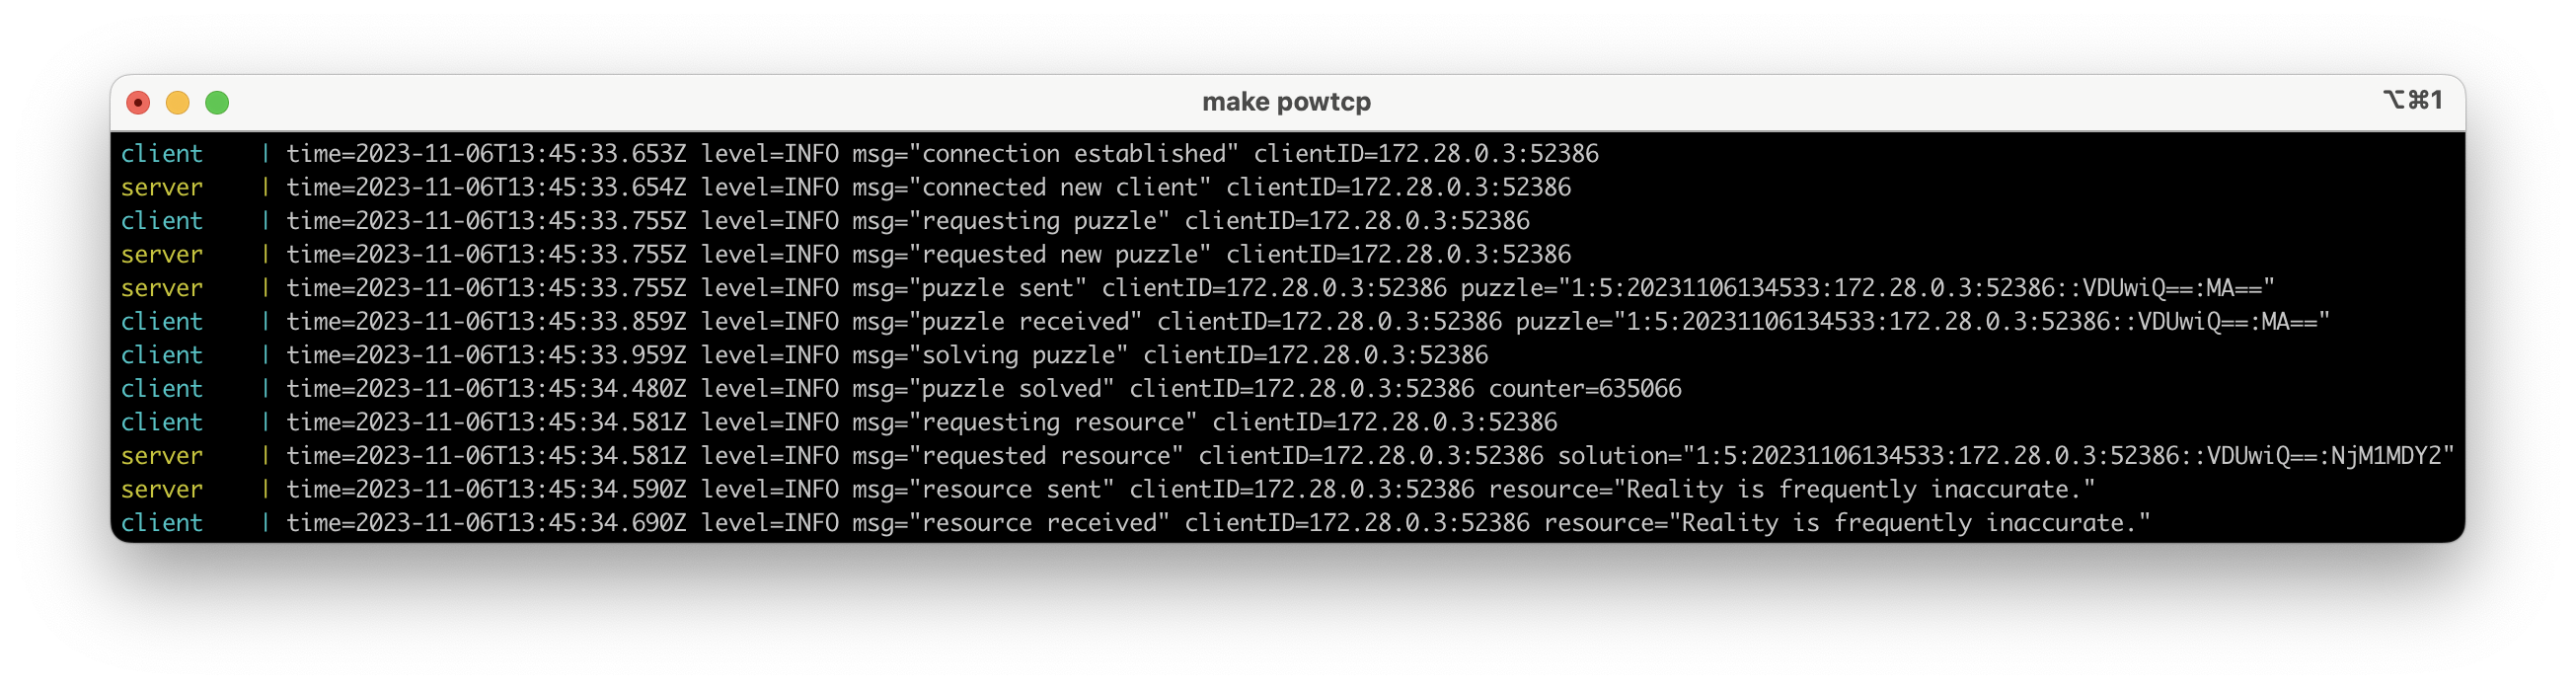 make powtcp
⌥⌘1
client    | time=2023-11-06T13:45:33.653Z level=INFO msg="connection established" clientID=172.28.0.3:52386
server    | time=2023-11-06T13:45:33.654Z level=INFO msg="connected new client" clientID=172.28.0.3:52386
client    | time=2023-11-06T13:45:33.755Z level=INFO msg="requesting puzzle" clientID=172.28.0.3:52386
server    | time=2023-11-06T13:45:33.755Z level=INFO msg="requested new puzzle" clientID=172.28.0.3:52386
server    | time=2023-11-06T13:45:33.755Z level=INFO msg="puzzle sent" clientID=172.28.0.3:52386 puzzle="1:5:20231106134533:172.28.0.3:52386::VDUwiQ==:MA=="
client    | time=2023-11-06T13:45:33.859Z level=INFO msg="puzzle received" clientID=172.28.0.3:52386 puzzle="1:5:20231106134533:172.28.0.3:52386::VDUwiQ==:MA=="
client    | time=2023-11-06T13:45:33.959Z level=INFO msg="solving puzzle" clientID=172.28.0.3:52386
client    | time=2023-11-06T13:45:34.480Z level=INFO msg="puzzle solved" clientID=172.28.0.3:52386 counter=635066
client    | time=2023-11-06T13:45:34.581Z level=INFO msg="requesting resource" clientID=172.28.0.3:52386
server    | time=2023-11-06T13:45:34.581Z level=INFO msg="requested resource" clientID=172.28.0.3:52386 solution="1:5:20231106134533:172.28.0.3:52386::VDUwiQ==:NjM1MDY2"
server    | time=2023-11-06T13:45:34.590Z level=INFO msg="resource sent" clientID=172.28.0.3:52386 resource="Reality is frequently inaccurate."
client    | time=2023-11-06T13:45:34.690Z level=INFO msg="resource received" clientID=172.28.0.3:52386 resource="Reality is frequently inaccurate."